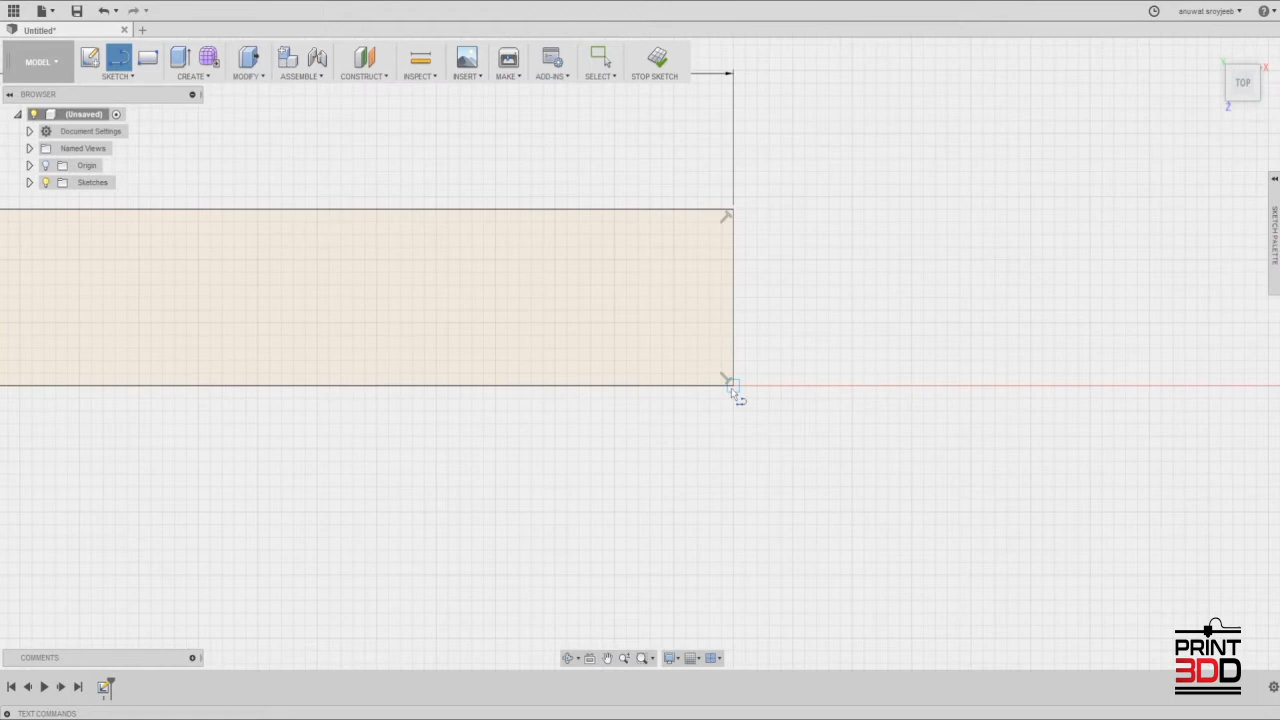 anuwat sroyjeeb
Untitled*
MODEL
SKETCH
CREATE
MODIFY
ASSEMBLE
CONSTRUCT
INSPECT
INSERT
MAKE
ADD-INS
SELECT
STOP SKETCH
BROWSER
(Unsaved)
Document Settings
Named Views
Origin
Sketches
TOP
X
Y
Z
SKETCH PALETTE
COMMENTS
TEXT COMMANDS
PRINT
3DD